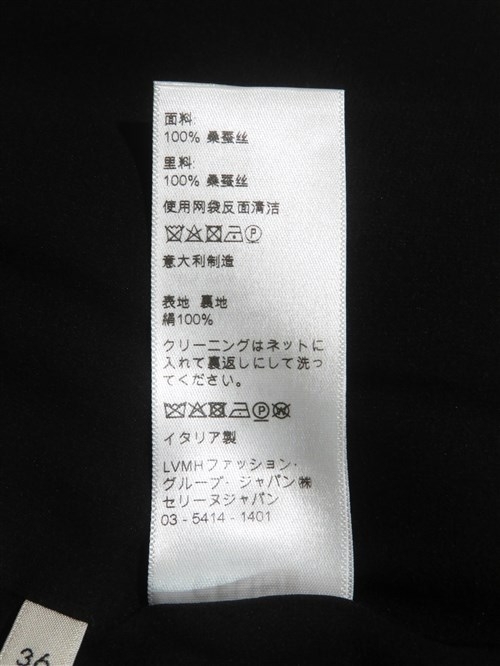 面料:
100% 桑蚕丝
里料:
100% 桑蚕丝
使用网袋反面清洁
P
意大利制造
表地 裏地
絹100%
クリーニングはネットに
入れて裏返しにして洗っ
てください。
P W
イタリア製
LVMHファッション・
グループ・ジャパン㈱
セリーヌジャパン
03 - 5414 - 1401
36